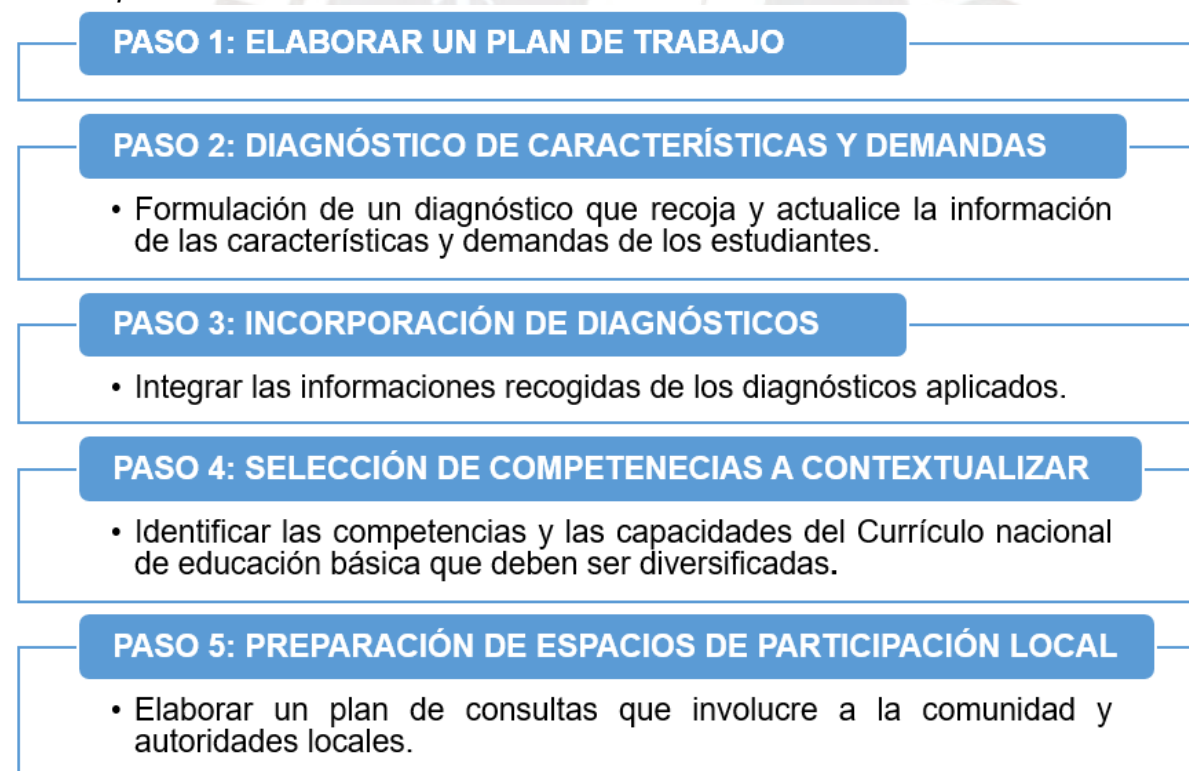 PASO 1: ELABORAR UN PLAN DE TRABAJO
PASO 2: DIAGNÓSTICO DE CARACTERÍSTICAS Y DEMANDAS
• Formulación de un diagnóstico que recoja y actualice la información
de las características y demandas de los estudiantes.
PASO 3: INCORPORACIÓN DE DIAGNÓSTICOS
• Integrar las informaciones recogidas de los diagnósticos aplicados.
PASO 4: SELECCIÓN DE COMPETENECIAS A CONTEXTUALIZAR
• Identificar las competencias y las capacidades del Currículo nacional
de educación básica que deben ser diversificadas.
PASO 5: PREPARACIÓN DE ESPACIOS DE PARTICIPACIÓN LOCAL
• Elaborar un plan de consultas que involucre a la comunidad y
autoridades locales.